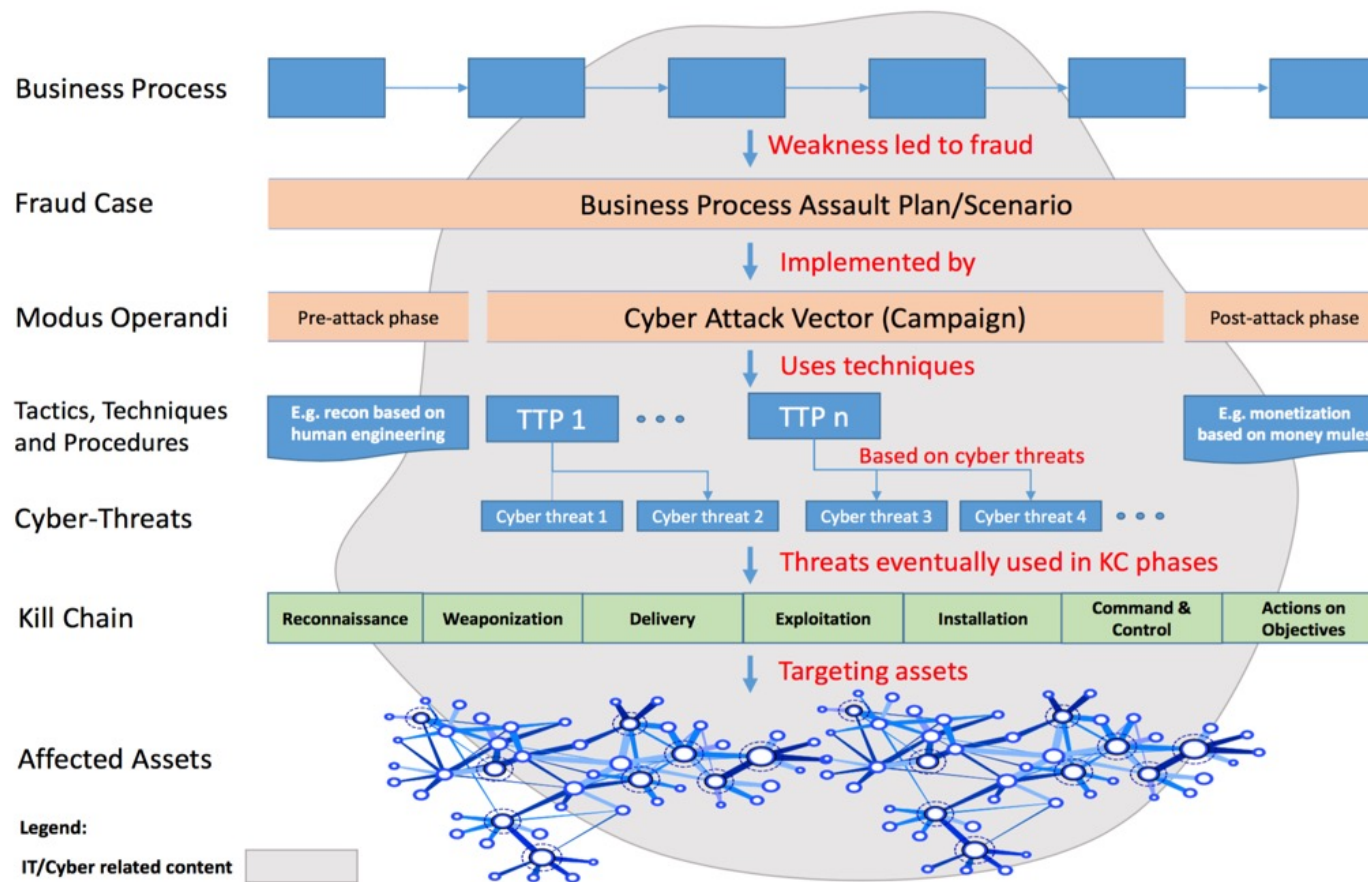 Business Process
Weakness led to fraud
Fraud Case
Business Process Assault Plan/Scenario
Implemented by
Modus Operandi
Pre-attack phase
Cyber Attack Vector (Campaign)
Post-attack phase
Uses techniques
Tactics, Techniques
and Procedures
E.g. recon based on
human engineering
TTP 1
TTP n
E.g. monetization
based on money mules
Based on cyber threats
Cyber-Threats
Cyber threat 1
Cyber threat 2
Cyber threat 3
Cyber threat 4
Threats eventually used in KC phases
Kill Chain
Reconnaissance
Weaponization
Delivery
Exploitation
Installation
Command &
Control
Actions on
Objectives
Targeting assets
Affected Assets
Legend:
IT/Cyber related content